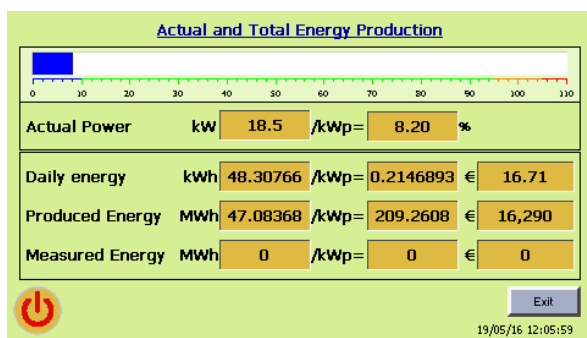 Actual and Total Energy Production
0 10 20 30 40 50 60 70 80 90 100 110
Actual Power kW 18.5 /kWp= 8.20 %
Daily energy kWh 48.30766 /kWp= 0.2146893 € 16.71
Produced Energy MWh 47.08368 /kWp= 209.2608 € 16,290
Measured Energy MWh 0 /kWp= 0 € 0
Exit
19/05/16 12:05:59